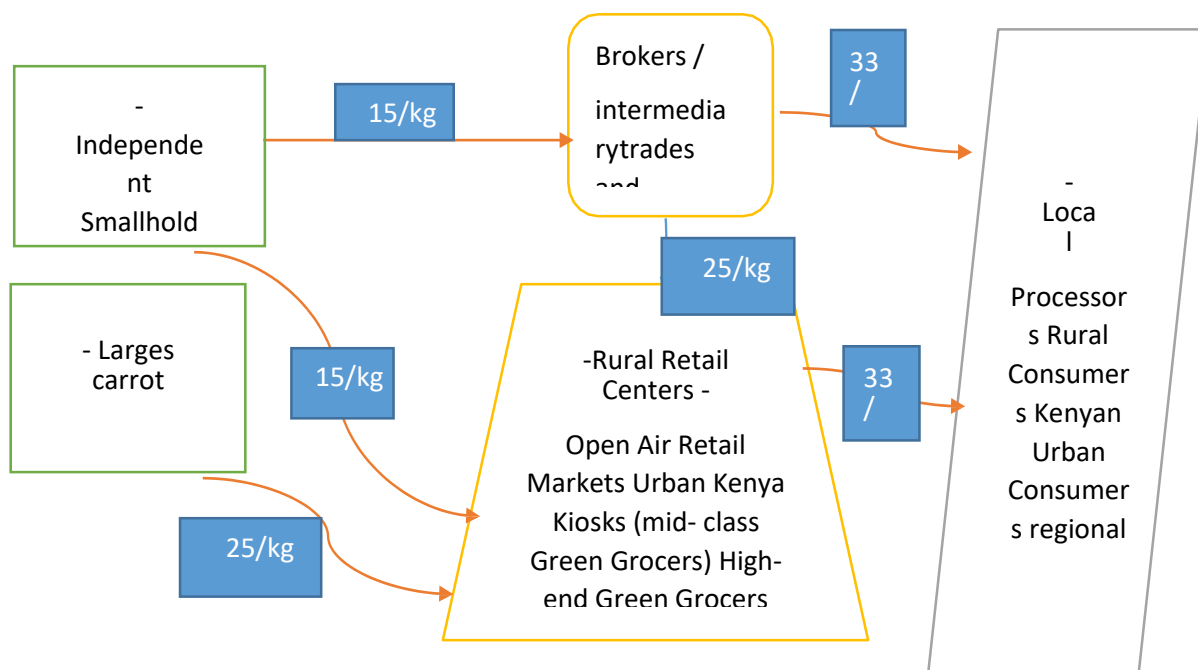 -
Independe
nt
Smallhold
15/kg
Brokers /
intermedia
rytrades
and
33
/
25/kg
- Larges
carrot
15/kg
25/kg
-Rural Retail
Centers -
Open Air Retail
Markets Urban Kenya
Kiosks (mid- class
Green Grocers) High-
end Green Grocers
33
/
-
Loca
l
Processor
s Rural
Consumer
s Kenyan
Urban
Consumer
s regional